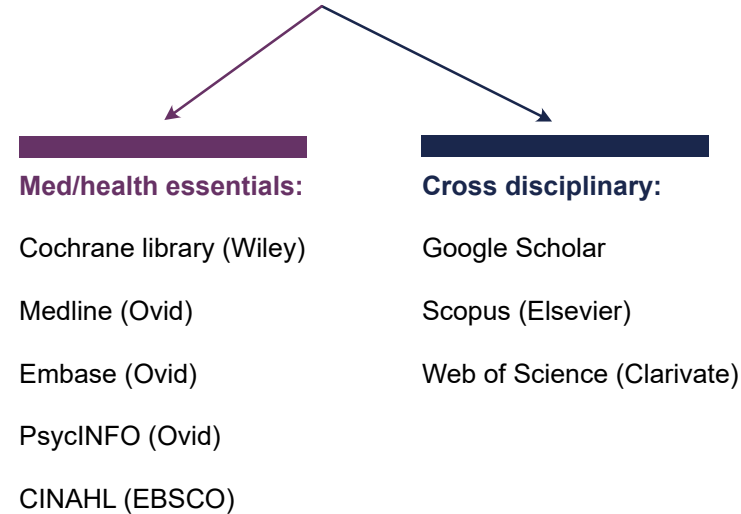 Med/health essentials:
Cochrane library (Wiley)
Medline (Ovid)
Embase (Ovid)
PsycINFO (Ovid)
CINAHL (EBSCO)
Cross disciplinary:
Google Scholar
Scopus (Elsevier)
Web of Science (Clarivate)